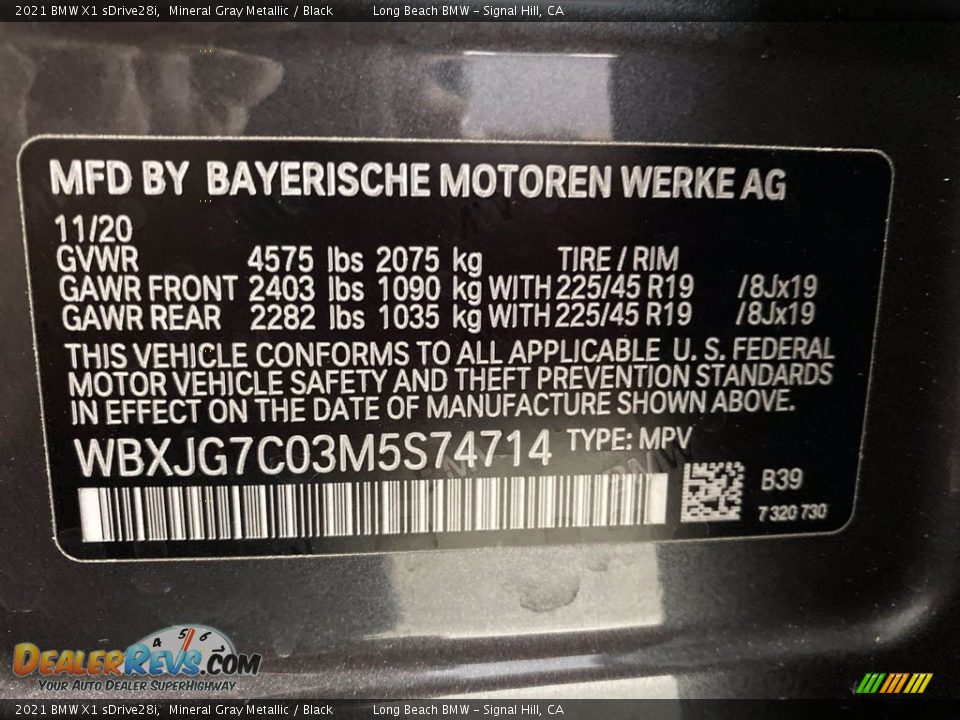 2021 BMW X1 sDrive28i, Mineral Gray Metallic / Black Long Beach BMW - Signal Hill, CA
MFD BY BAYERISCHE MOTOREN WERKE AG
11/20
GVWR 4575 lbs 2075 kg TIRE / RIM
GAWR FRONT 2403 lbs 1090 kg WITH 225/45 R19 /8Jx19
GAWR REAR 2282 lbs 1035 kg WITH 225/45 R19 /8Jx19
THIS VEHICLE CONFORMS TO ALL APPLICABLE U. S. FEDERAL
MOTOR VEHICLE SAFETY AND THEFT PREVENTION STANDARDS
IN EFFECT ON THE DATE OF MANUFACTURE SHOWN ABOVE.
WBXJG7C03M5S74714 TYPE: MPV
B39
7 320 730
4 5 6
DEALERREVS.COM
YOUR AUTO DEALER SUPERHIGHWAY
2021 BMW X1 sDrive28i, Mineral Gray Metallic / Black Long Beach BMW - Signal Hill, CA